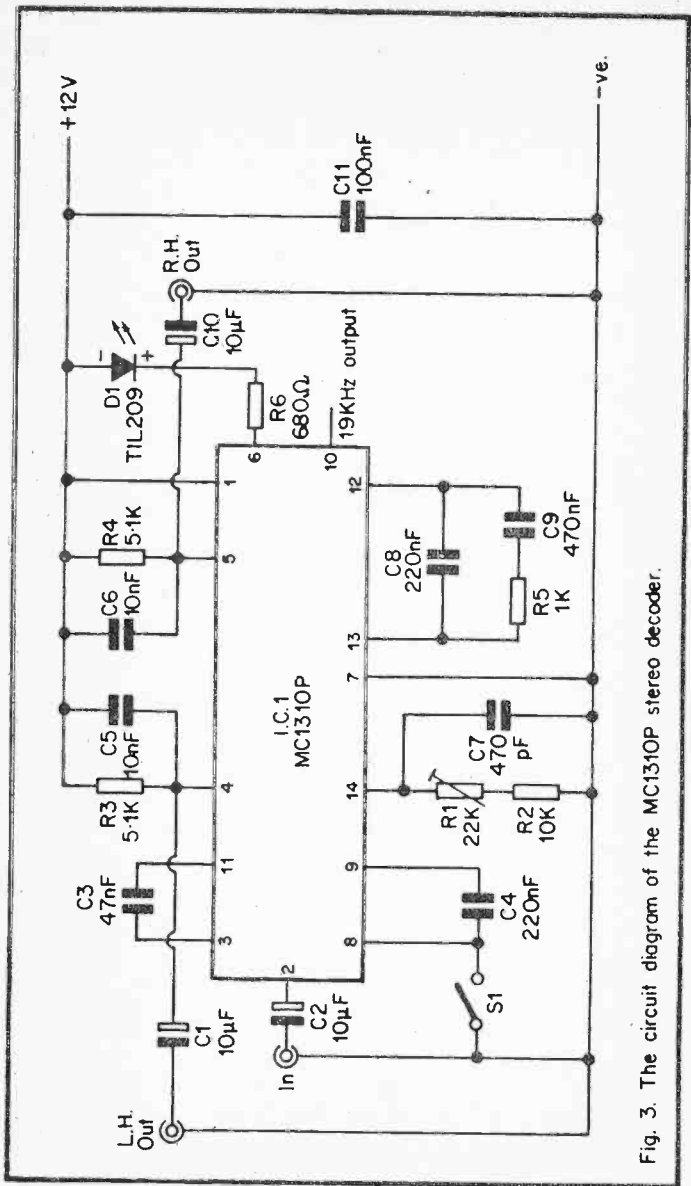 +12V
-ve.
C11
100nF
R.H.
Out
C10
10µF
-
+
D1
TIL209
R6
680Ω
19KHz output
6
10
1
R4
5·1K
5
C6
10nF
C5
10nF
R3
5·1K
4
I.C.1
MC1310P
12
C8
220nF
C9
470nF
R5
1K
13
7
C7
470
pF
14
R1
22K
R2
10K
C3
47nF
11
3
9
8
C4
220nF
S1
2
C2
10µF
In
C1
10µF
L.H.
Out
Fig. 3. The circuit diagram of the MC1310P stereo decoder.